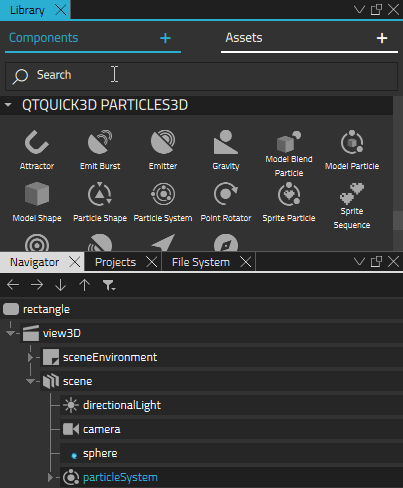 Library
Components + Assets +
Search
QTQUICK3D PARTICLES3D
Attractor Emit Burst Emitter Gravity Model Blend Particle Model Particle
Model Shape Particle Shape Particle System Point Rotator Sprite Particle Sprite Sequence
Navigator Projects File System
rectangle
view3D
sceneEnvironment
scene
directionalLight
camera
sphere
particleSystem